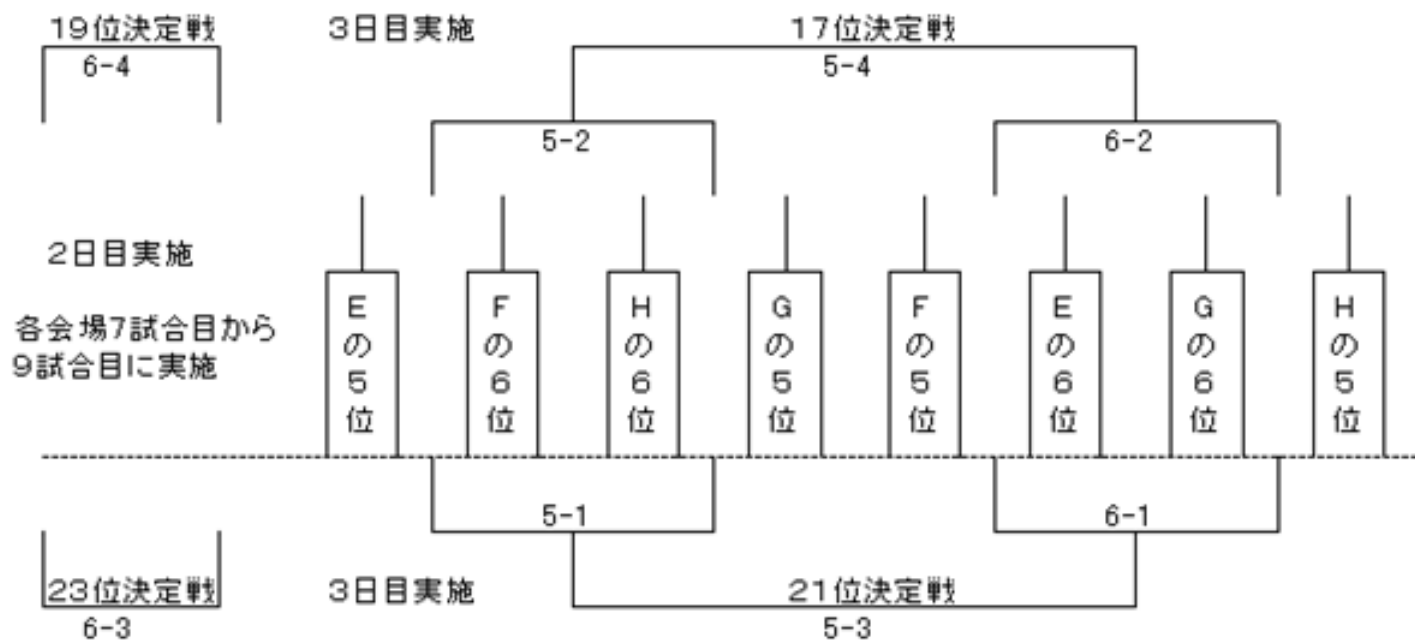 19位決定戦
3日目実施
17位決定戦
6-4
5-4
5-2
6-2
2日目実施
各会場7試合目から
9試合目に実施
Eの5位
Fの6位
Hの6位
Gの5位
Fの5位
Eの6位
Gの6位
Hの5位
5-1
6-1
23位決定戦
3日目実施
21位決定戦
6-3
5-3